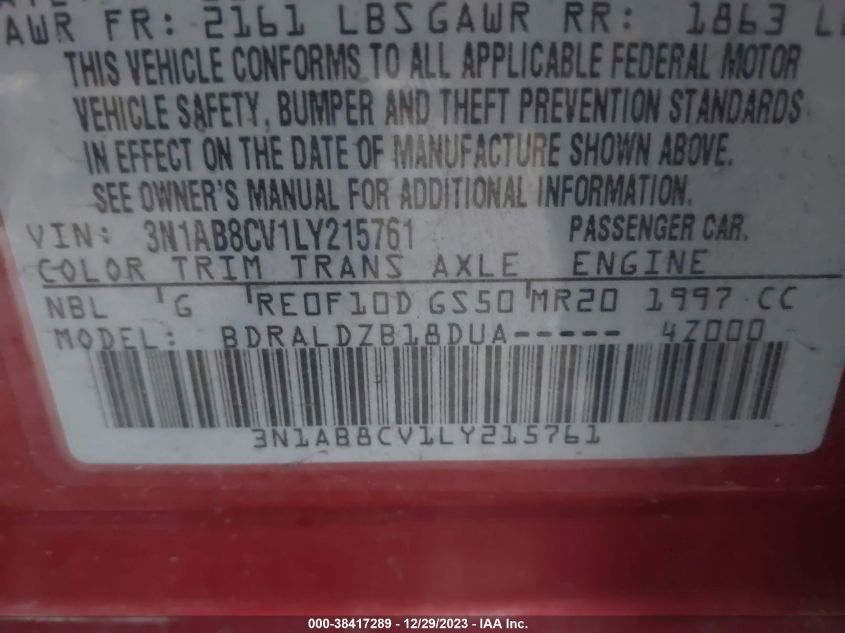 AWR FR: 2161 LBS GAWR RR: 1863
THIS VEHICLE CONFORMS TO ALL APPLICABLE FEDERAL MOTOR
VEHICLE SAFETY, BUMPER AND THEFT PREVENTION STANDARDS
IN EFFECT ON THE DATE OF MANUFACTURE SHOWN ABOVE.
SEE OWNER'S MANUAL FOR ADDITIONAL INFORMATION.
VIN: 3N1AB8CV1LY215761 PASSENGER CAR.
COLOR TRIM TRANS AXLE ENGINE
NBL G RE0F10D GS50 MR20 1997 CC
MODEL: BDRALDZB18DUA----- 4Z000
3N1AB8CV1LY215761
000-38417289 - 12/29/2023 - IAA Inc.